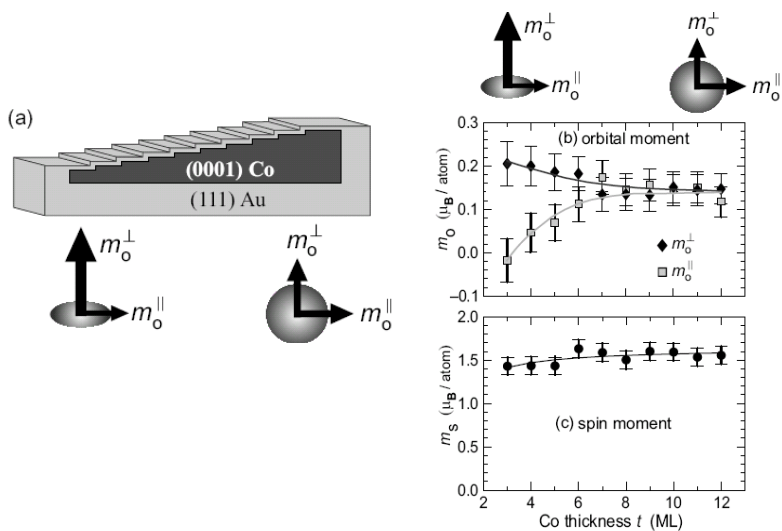 (a)
(0001) Co
(111) Au
m_o^⊥
m_o^∥
m_o^⊥
m_o^∥
m_o^⊥
m_o^∥
m_o^⊥
m_o^∥
(b) orbital moment
0.3
0.2
0.1
0.0
–0.1
m_o (μ_B / atom)
m_o^⊥
m_o^∥
2.0
1.5
1.0
0.5
0.0
m_s (μ_B / atom)
(c) spin moment
2 4 6 8 10 12
Co thickness t (ML)